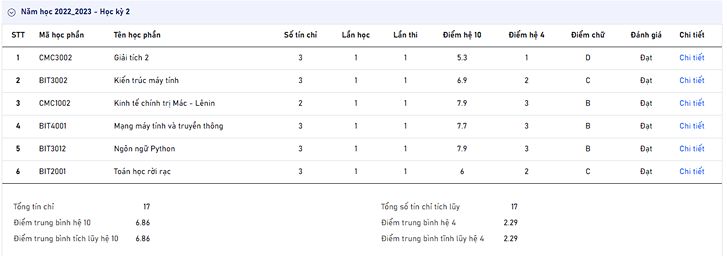 Năm học 2022_2023 - Học kỳ 2
STT Mã học phần Tên học phần Số tín chỉ Lần học Lần thi Điểm hệ 10 Điểm hệ 4 Điểm chữ Đánh giá Chi tiết
1 CMC3002 Giải tích 2 3 1 1 5.3 1 D Đạt Chi tiết
2 BIT3002 Kiến trúc máy tính 3 1 1 6.9 2 C Đạt Chi tiết
3 CMC1002 Kinh tế chính trị Mác - Lênin 2 1 1 7.9 3 B Đạt Chi tiết
4 BIT4001 Mạng máy tính và truyền thông 3 1 1 7.7 3 B Đạt Chi tiết
5 BIT3012 Ngôn ngữ Python 3 1 1 7.9 3 B Đạt Chi tiết
6 BIT2001 Toán học rời rạc 3 1 1 6 2 C Đạt Chi tiết
Tổng tín chỉ 17 Tổng số tín chỉ tích lũy 17
Điểm trung bình hệ 10 6.86 Điểm trung bình hệ 4 2.29
Điểm trung bình tích lũy hệ 10 6.86 Điểm trung bình tĩnh lũy hệ 4 2.29